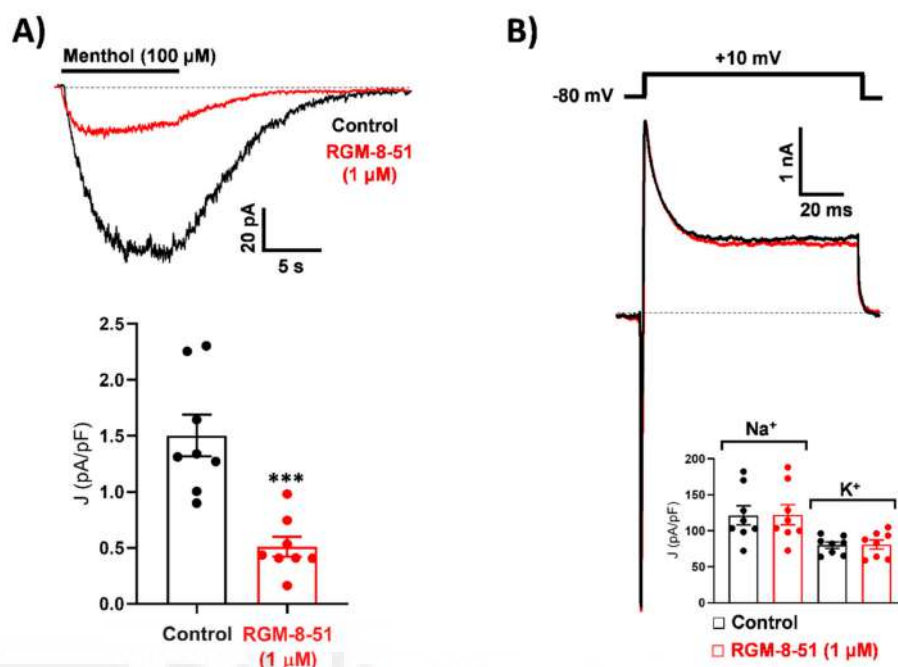 A)
Menthol (100 µM)
Control
RGM-8-51
(1 µM)
20 pA
5 s
2.5
2.0
1.5
1.0
0.5
0.0
J (pA/pF)
***
Control
RGM-8-51
(1 µM)
B)
+10 mV
-80 mV
1 nA
20 ms
Na⁺
K⁺
200
150
100
50
0
J (pA/pF)
Control
RGM-8-51 (1 µM)